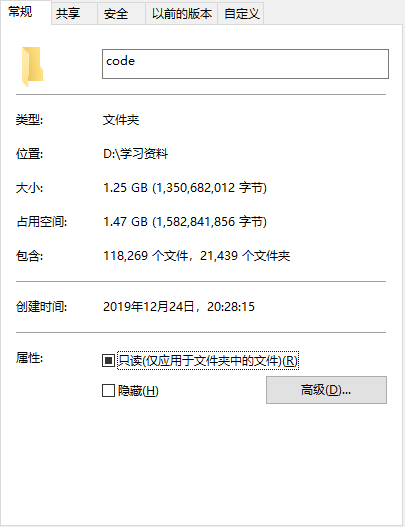 常规 共享 安全 以前的版本 自定义
code
类型: 文件夹
位置: D:\学习资料
大小: 1.25 GB (1,350,682,012 字节)
占用空间: 1.47 GB (1,582,841,856 字节)
包含: 118,269 个文件，21,439 个文件夹
创建时间: 2019年12月24日，20:28:15
属性: 只读(仅应用于文件夹中的文件)(R)
隐藏(H) 高级(D)...